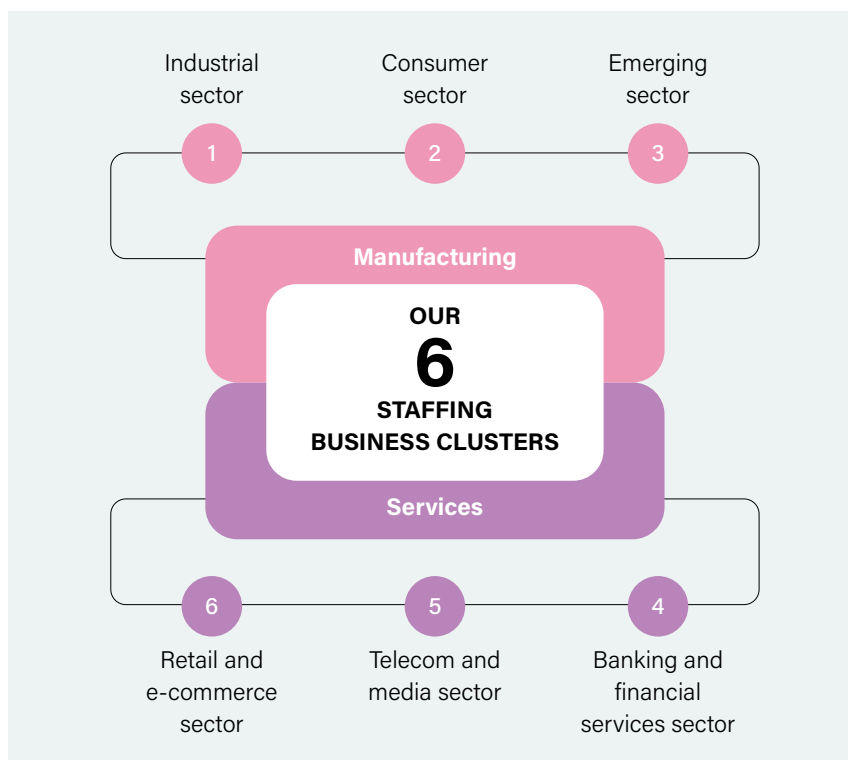 Industrial
sector
Consumer
sector
Emerging
sector
1
2
3
Manufacturing
OUR
6
STAFFING
BUSINESS CLUSTERS
Services
6
5
4
Retail and
e-commerce
sector
Telecom and
media sector
Banking and
financial
services sector